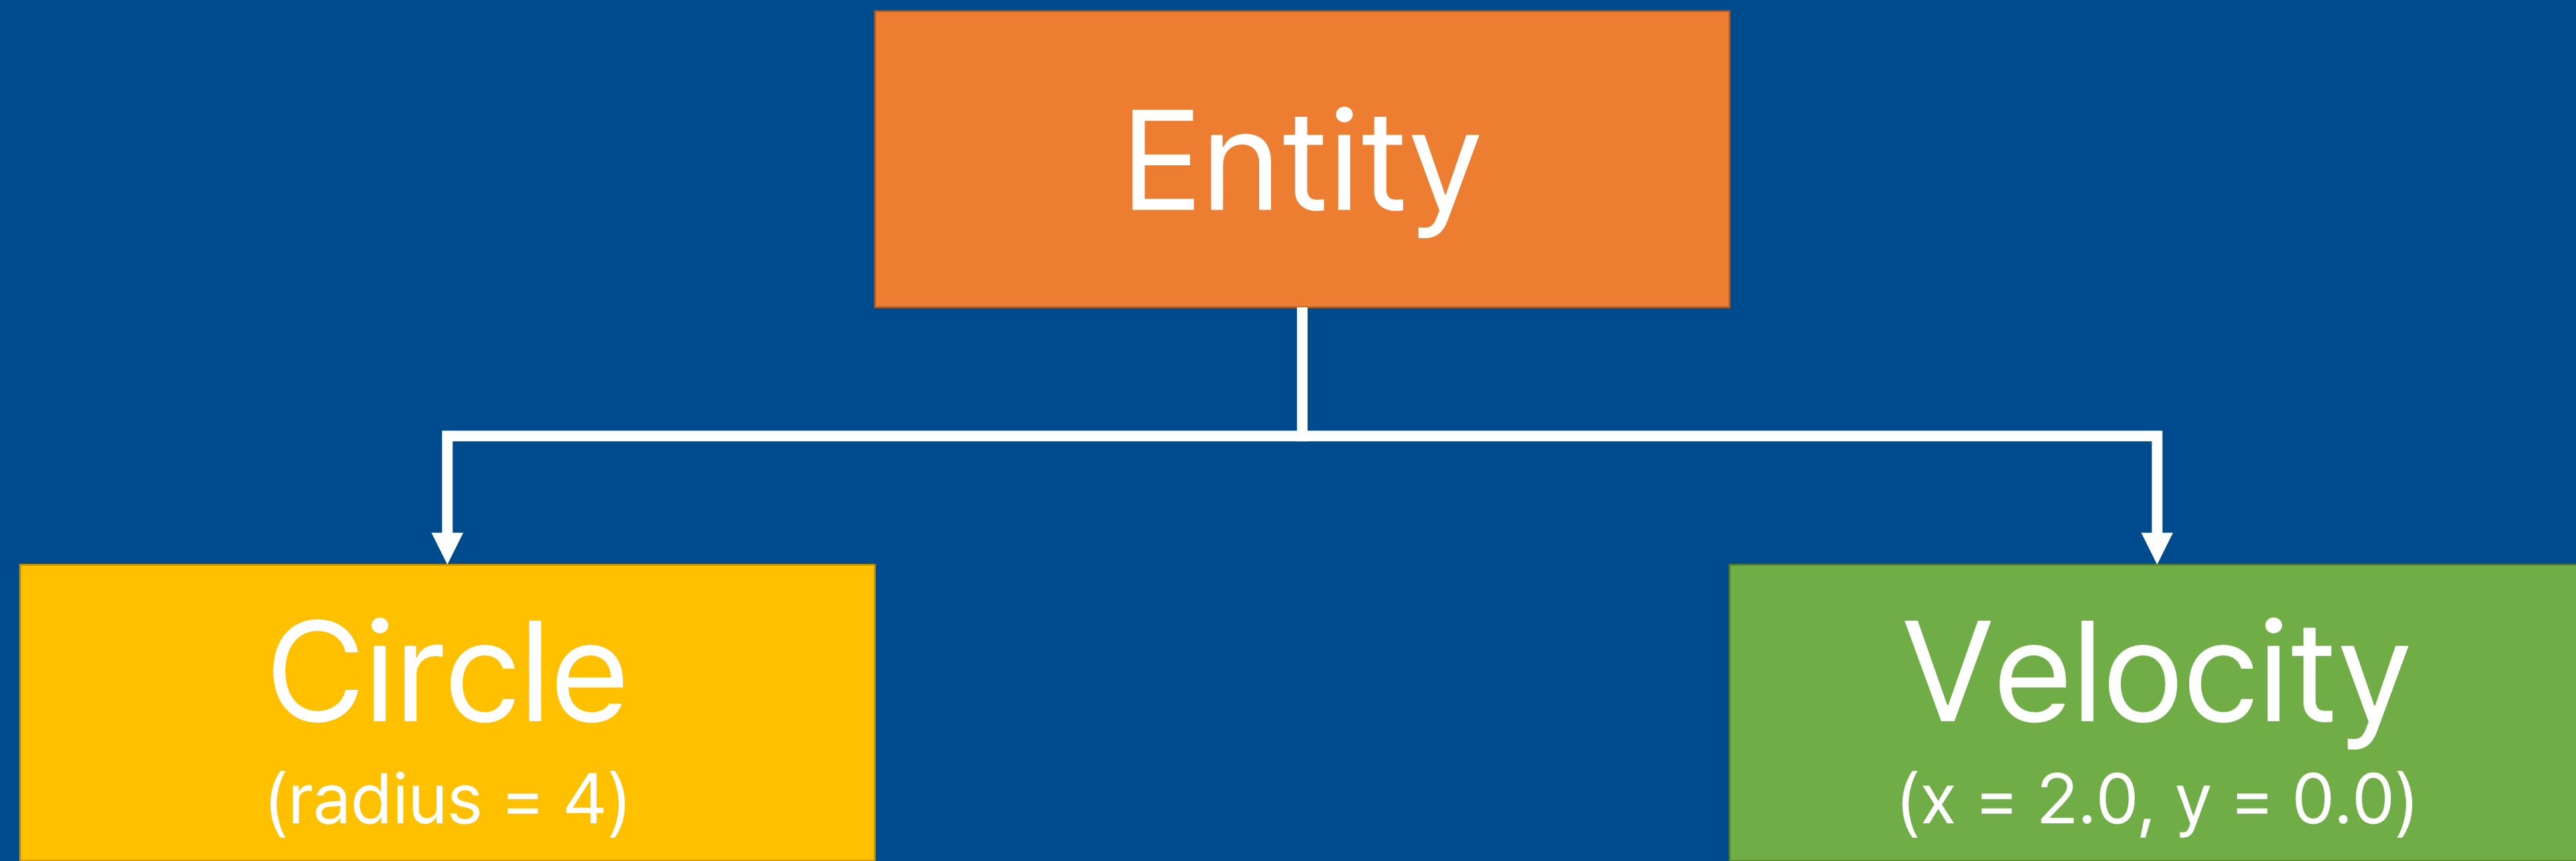 Entity
Circle
(radius = 4)
Velocity
(x = 2.0, y = 0.0)